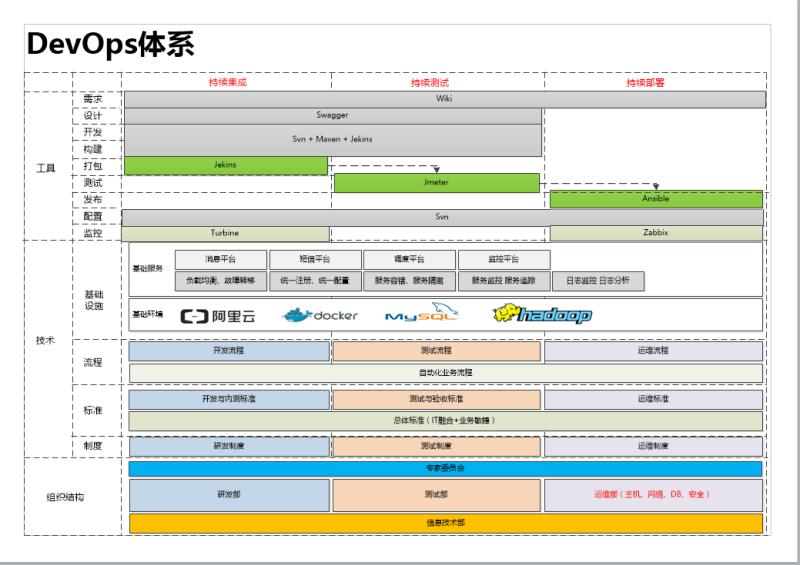 DevOps体系
持续集成
持续测试
持续部署
工具
需求
Wiki
设计
Swagger
开发
Svn + Maven + Jekins
构建
打包
Jekins
测试
Jmeter
发布
Ansible
配置
Svn
监控
Turbine
Zabbix
技术
基础
设施
基础服务
消息平台
短信平台
调度平台
监控平台
负载均衡、故障转移
统一注册、统一配置
服务容错、服务隔离
服务监控 服务追踪
日志监控 日志分析
基础环境
阿里云
docker
MySQL
hadoop
流程
开发流程
测试流程
运维流程
自动化业务流程
标准
开发与内测标准
测试与验收标准
运维标准
总体标准（IT融合+业务敏捷）
制度
研发制度
测试制度
运维制度
组织结构
专家委员会
研发部
测试部
运维部（主机、网络、DB、安全）
信息技术部